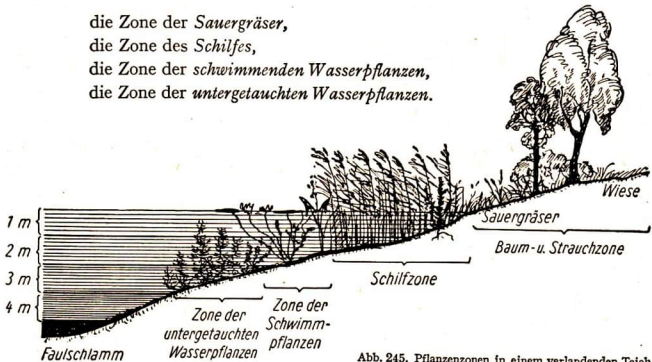 die Zone der Sauergräser,
die Zone des Schilfes,
die Zone der schwimmenden Wasserpflanzen,
die Zone der untergetauchten Wasserpflanzen.
1 m
2 m
3 m
4 m
Faulschlamm
Zone der
untergetauchten
Wasserpflanzen
Zone der
Schwimm-
pflanzen
Schilfzone
Sauergräser
Wiese
Baum- u. Strauchzone
Abb. 245. Pflanzenzonen in einem verlandenden Teich